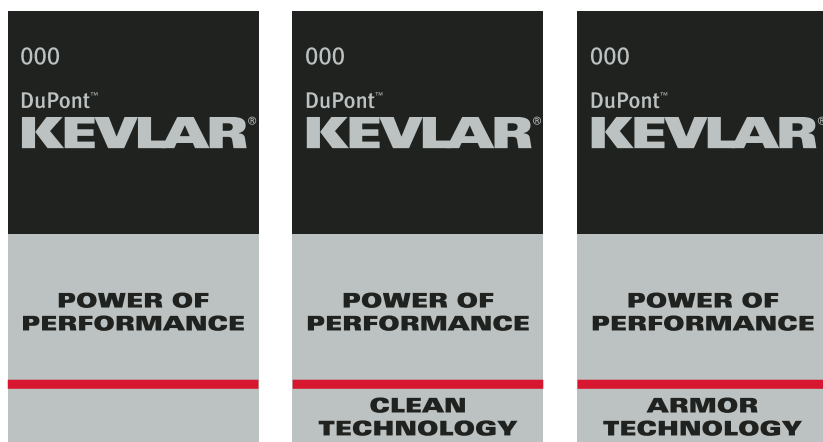 000
DuPont™
KEVLAR®
POWER OF
PERFORMANCE
000
DuPont™
KEVLAR®
POWER OF
PERFORMANCE
CLEAN
TECHNOLOGY
000
DuPont™
KEVLAR®
POWER OF
PERFORMANCE
ARMOR
TECHNOLOGY